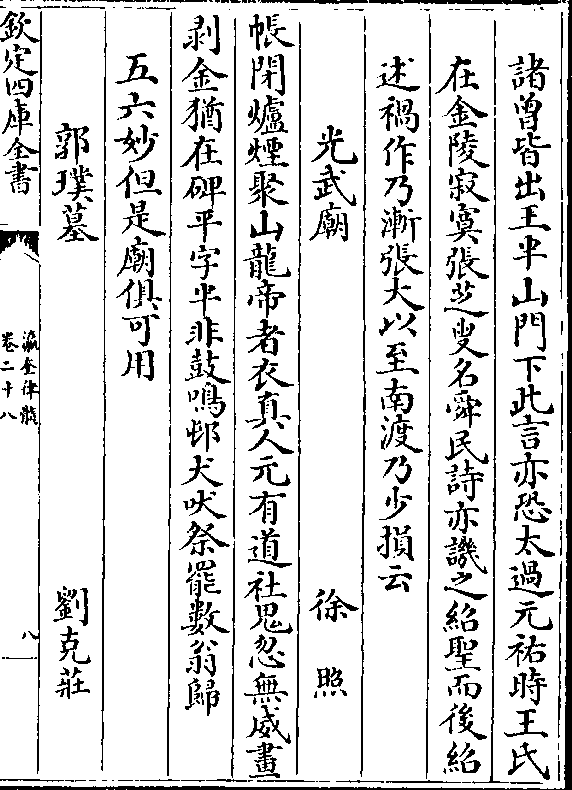 諸曽皆出王半山門下此言亦恐太過元祐時王氏
在金陵寂寞張芝叟名舜民詩亦譏之紹聖而後紹
述禍作乃漸張大以至南渡乃少損云
光武廟　徐照
帳閉爐煙聚山龍帝者衣真人元有道社鬼忽無威畫
剥金猶在碑平字半非鼓鳴邨犬吠祭罷數翁歸
五六妙但是廟俱可用
郭璞墓　劉克莊
欽定四庫全書
瀛奎律髓
卷二十八
八